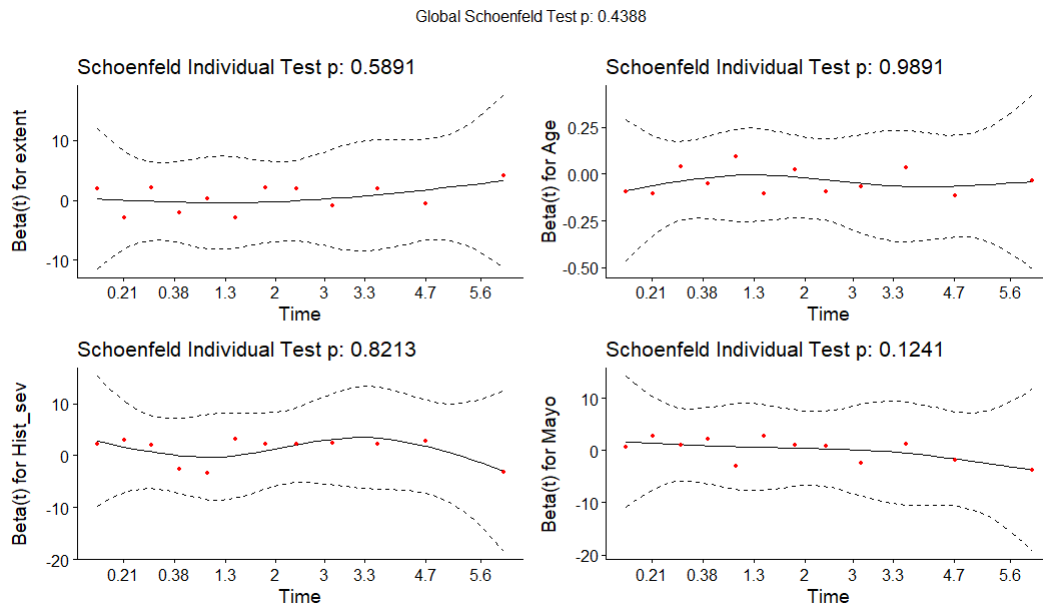 Global Schoenfeld Test p: 0.4388
Schoenfeld Individual Test p: 0.5891
Beta(t) for extent
10
0
-10
0.21 0.38 1.3 2 3 3.3 4.7 5.6
Time
Schoenfeld Individual Test p: 0.9891
Beta(t) for Age
0.25
0.00
-0.25
-0.50
0.21 0.38 1.3 2 3 3.3 4.7 5.6
Time
Schoenfeld Individual Test p: 0.8213
Beta(t) for Hist_sev
10
0
-10
-20
0.21 0.38 1.3 2 3 3.3 4.7 5.6
Time
Schoenfeld Individual Test p: 0.1241
Beta(t) for Mayo
10
0
-10
-20
0.21 0.38 1.3 2 3 3.3 4.7 5.6
Time